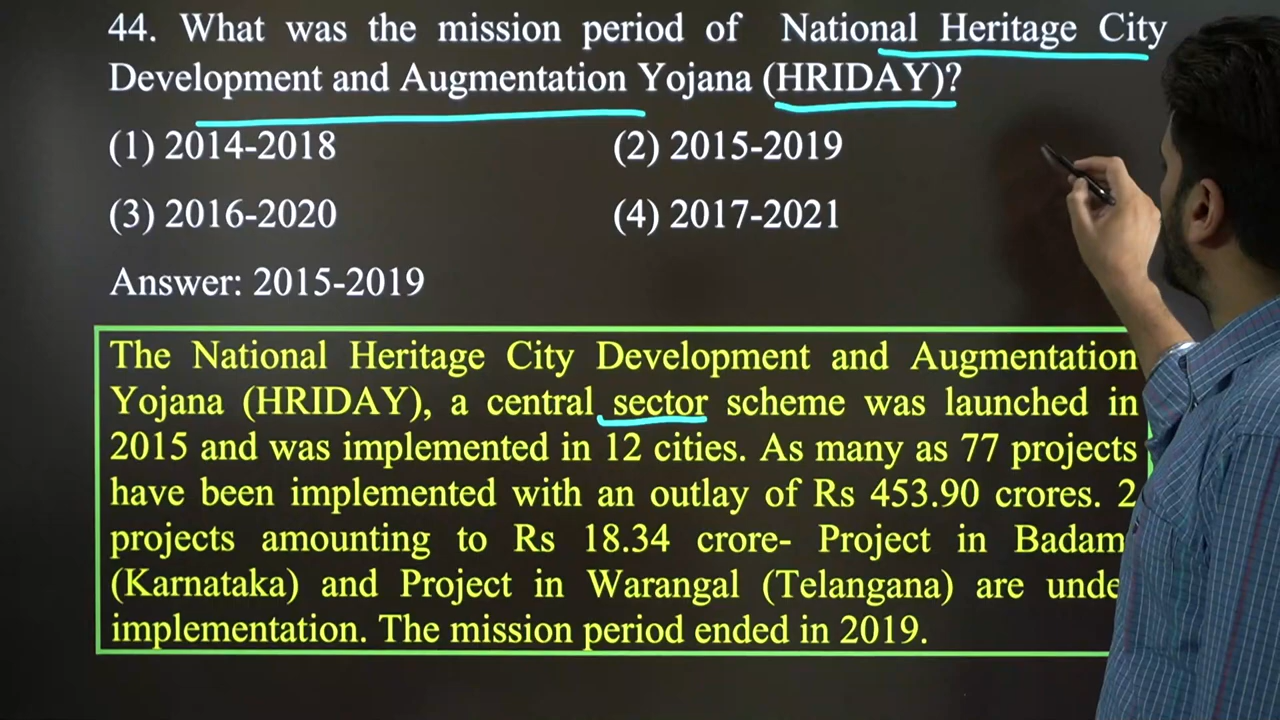 44. What was the mission period of National Heritage City
Development and Augmentation Yojana (HRIDAY)?
(1) 2014-2018 (2) 2015-2019
(3) 2016-2020 (4) 2017-2021
Answer: 2015-2019
The National Heritage City Development and Augmentation
Yojana (HRIDAY), a central sector scheme was launched in
2015 and was implemented in 12 cities. As many as 77 projects
have been implemented with an outlay of Rs 453.90 crores. 2
projects amounting to Rs 18.34 crore- Project in Badam
(Karnataka) and Project in Warangal (Telangana) are unde
implementation. The mission period ended in 2019.